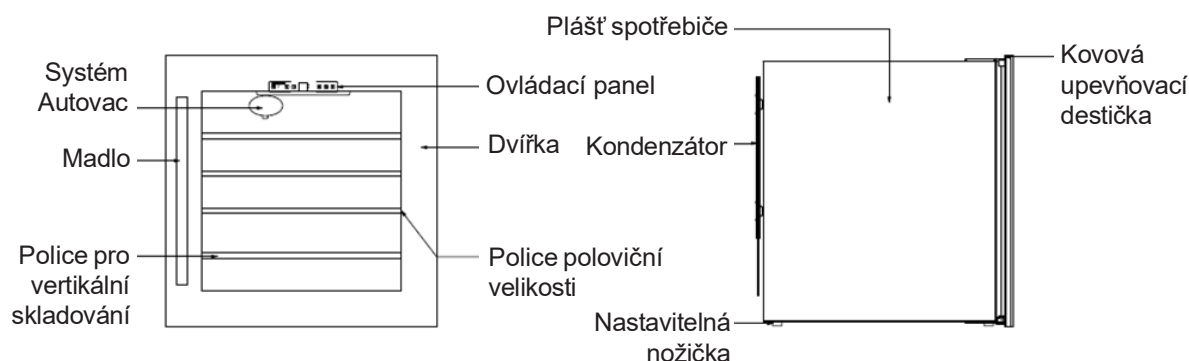 Systém
Autovac
Madlo
Police pro
vertikální
skladování
Ovládací panel
Dvířka
Police poloviční
velikosti
Plášť spotřebiče
Kondenzátor
Nastavitelná
nožička
Kovová
upevňovací
destička